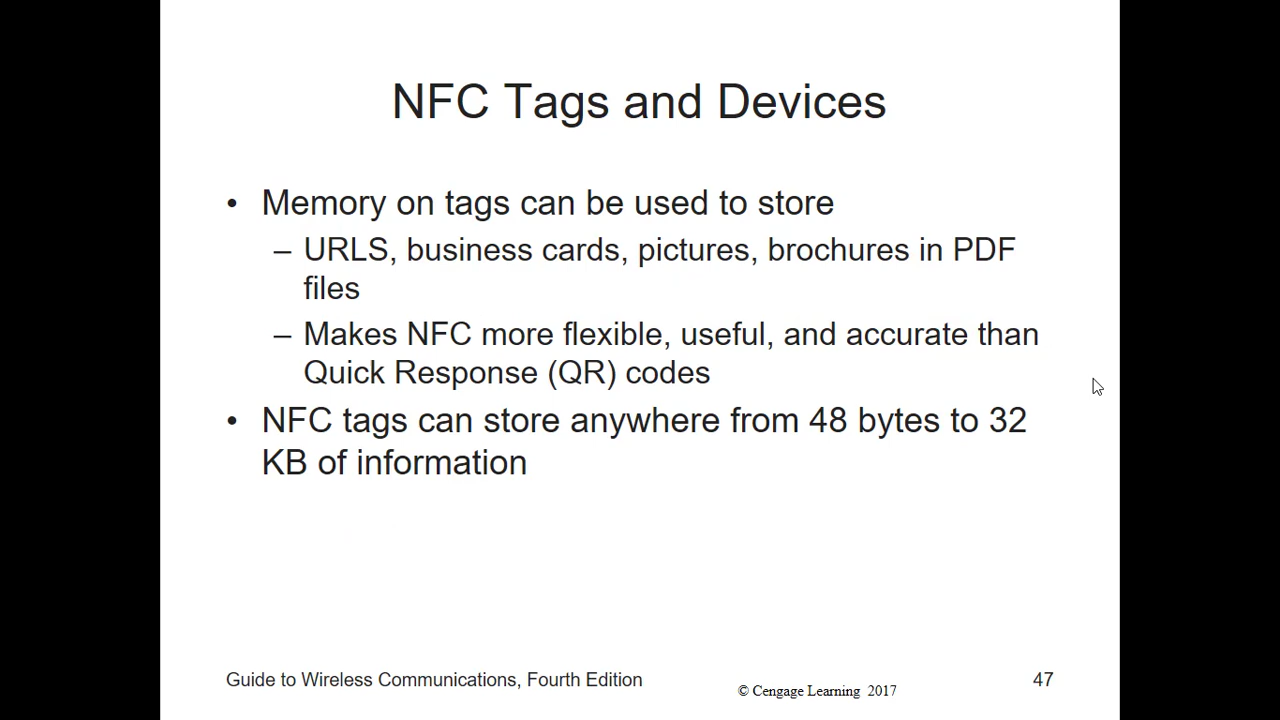 NFC Tags and Devices
• Memory on tags can be used to store
– URLS, business cards, pictures, brochures in PDF
files
– Makes NFC more flexible, useful, and accurate than
Quick Response (QR) codes
• NFC tags can store anywhere from 48 bytes to 32
KB of information
Guide to Wireless Communications, Fourth Edition
© Cengage Learning 2017
47